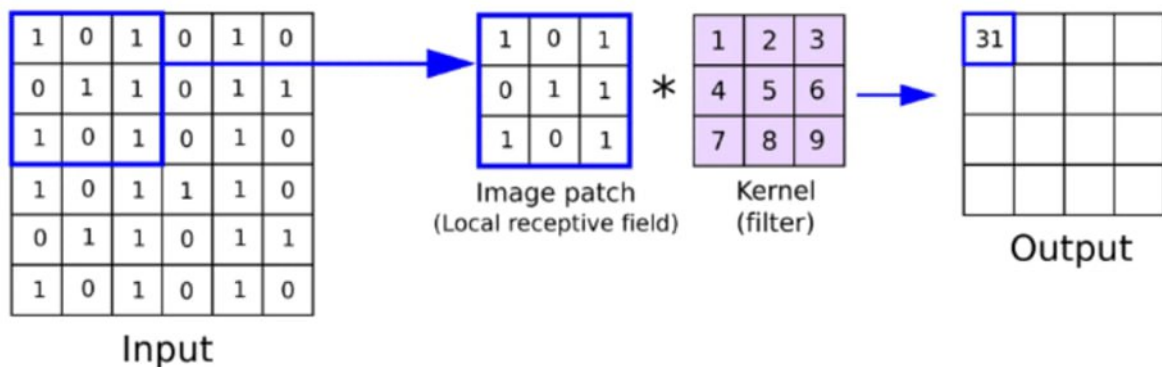 1 0 1 0 1 0
0 1 1 0 1 1
1 0 1 0 1 0
1 0 1 1 1 0
0 1 1 0 1 1
1 0 1 0 1 0
Input
1 0 1
0 1 1
1 0 1
Image patch
(Local receptive field)
*
1 2 3
4 5 6
7 8 9
Kernel
(filter)
31
Output